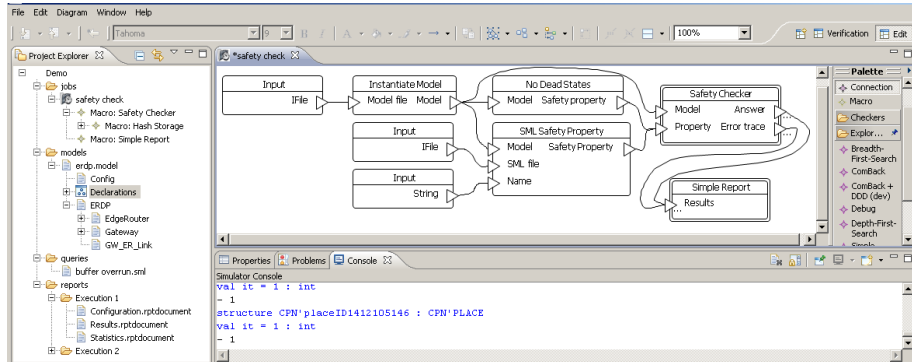 File Edit Diagram Window Help
Tahoma 9 B I A 100% Verification Edit
Project Explorer
Demo
jobs
safety check
Macro: Safety Checker
Macro: Hash Storage
Macro: Simple Report
models
erdp.model
Config
Declarations
ERDP
EdgeRouter
Gateway
GW_ER_Link
queries
buffer overrun.sml
reports
Execution 1
Configuration.rptdocument
Results.rptdocument
Statistics.rptdocument
Execution 2
*safety check
Input
IFile
Instantiate Model
Model file Model
No Dead States
Model Safety property
Safety Checker
Model Answer
Property Error trace
Input
IFile
SML Safety Property
Model Safety Property
SML file
Name
Input
String
Simple Report
Results
Palette
Connection
Macro
Checkers
Explor...
Breadth-
First-Search
ComBack
ComBack +
DDD (dev)
Debug
Depth-First-
Search
Simple
Properties Problems Console
Simulator Console
val it = 1 : int
- 1
structure CPN'placeID1412105146 : CPN'PLACE
val it = 1 : int
- 1